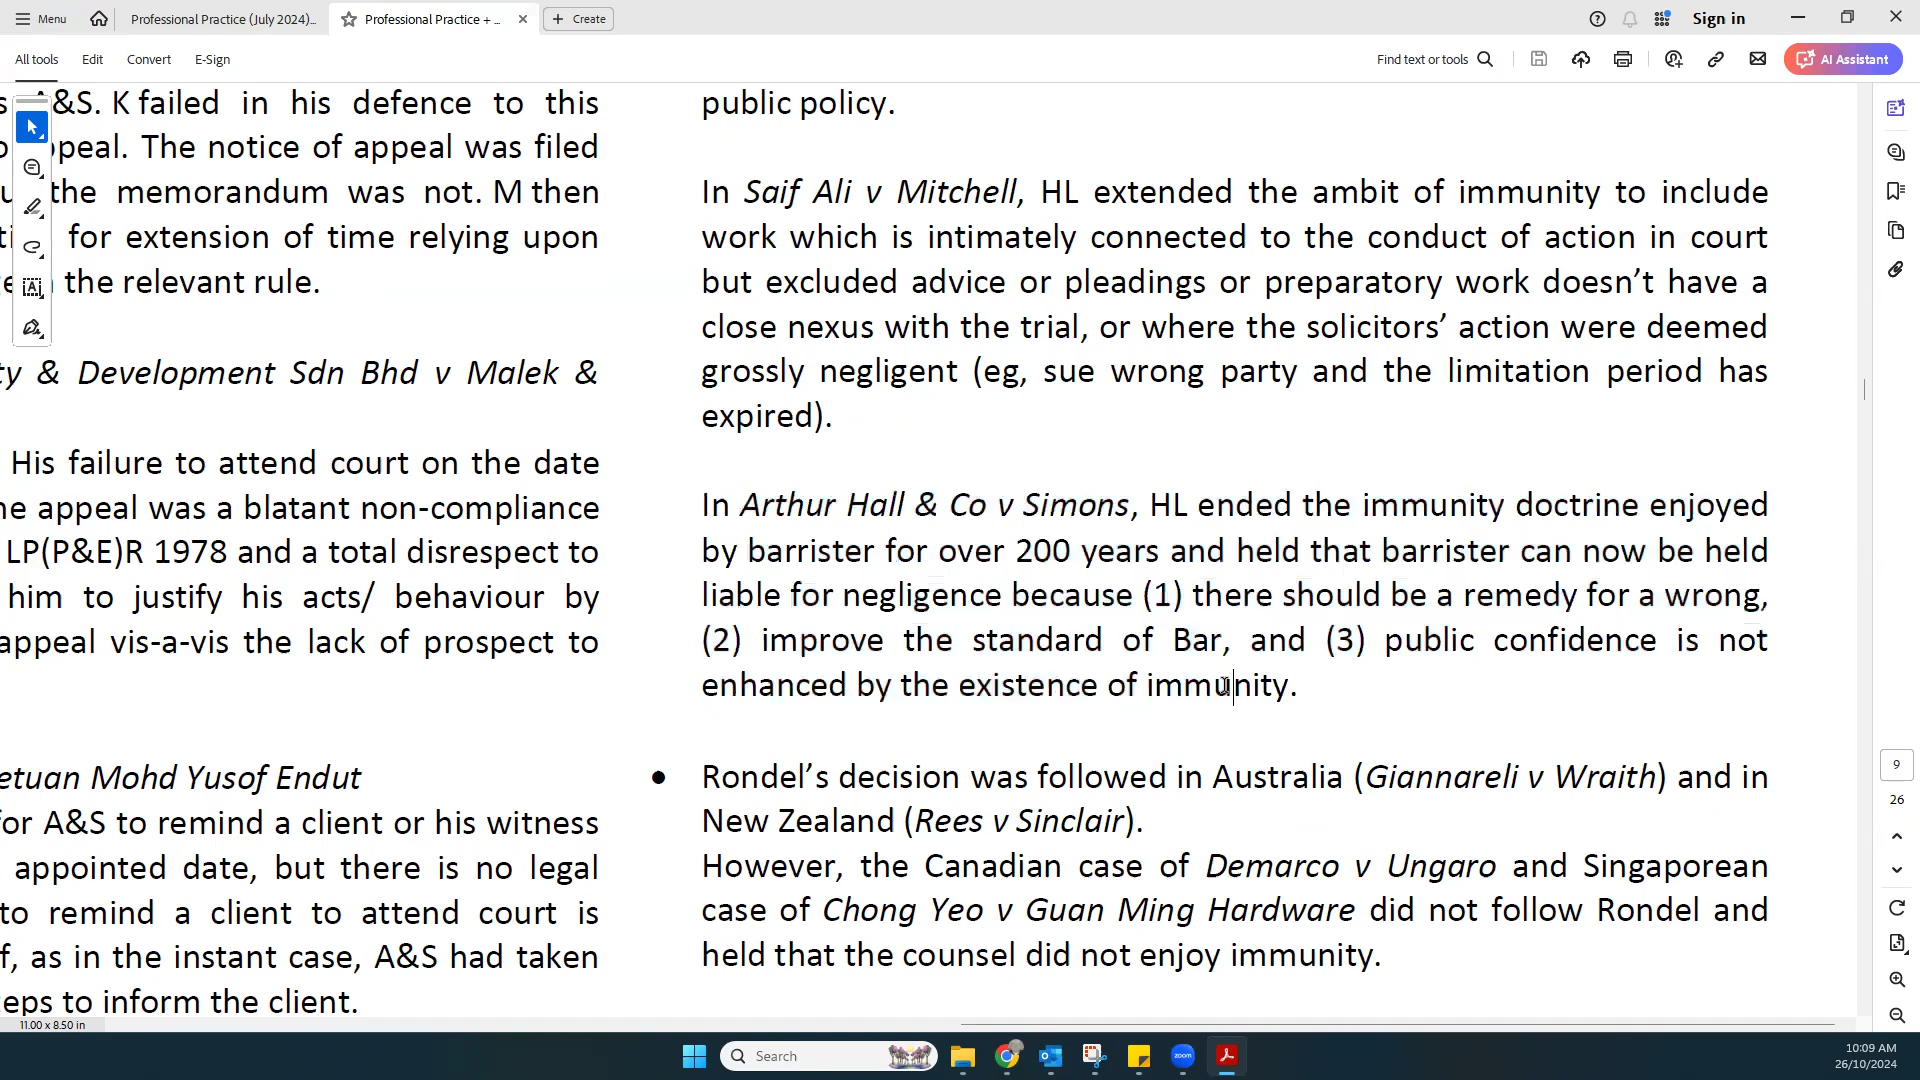 Menu
Professional Practice (July 2024)...
Professional Practice + ...
Create
Sign in
All tools
Edit
Convert
E-Sign
Find text or tools
AI Assistant
A&S. K failed in his defence to this
peal. The notice of appeal was filed
the memorandum was not. M then
for extension of time relying upon
the relevant rule.
& Development Sdn Bhd v Malek &
His failure to attend court on the date
appeal was a blatant non-compliance
LP(P&E)R 1978 and a total disrespect to
him to justify his acts/ behaviour by
appeal vis-a-vis the lack of prospect to
etuan Mohd Yusof Endut
for A&S to remind a client or his witness
appointed date, but there is no legal
to remind a client to attend court is
f, as in the instant case, A&S had taken
teps to inform the client.
public policy.
In Saif Ali v Mitchell, HL extended the ambit of immunity to include
work which is intimately connected to the conduct of action in court
but excluded advice or pleadings or preparatory work doesn’t have a
close nexus with the trial, or where the solicitors’ action were deemed
grossly negligent (eg, sue wrong party and the limitation period has
expired).
In Arthur Hall & Co v Simons, HL ended the immunity doctrine enjoyed
by barrister for over 200 years and held that barrister can now be held
liable for negligence because (1) there should be a remedy for a wrong,
(2) improve the standard of Bar, and (3) public confidence is not
enhanced by the existence of immunity.
● Rondel’s decision was followed in Australia (Giannareli v Wraith) and in
New Zealand (Rees v Sinclair).
However, the Canadian case of Demarco v Ungaro and Singaporean
case of Chong Yeo v Guan Ming Hardware did not follow Rondel and
held that the counsel did not enjoy immunity.
9
26
11.00 x 8.50 in
Search
zoom
10:09 AM
26/10/2024